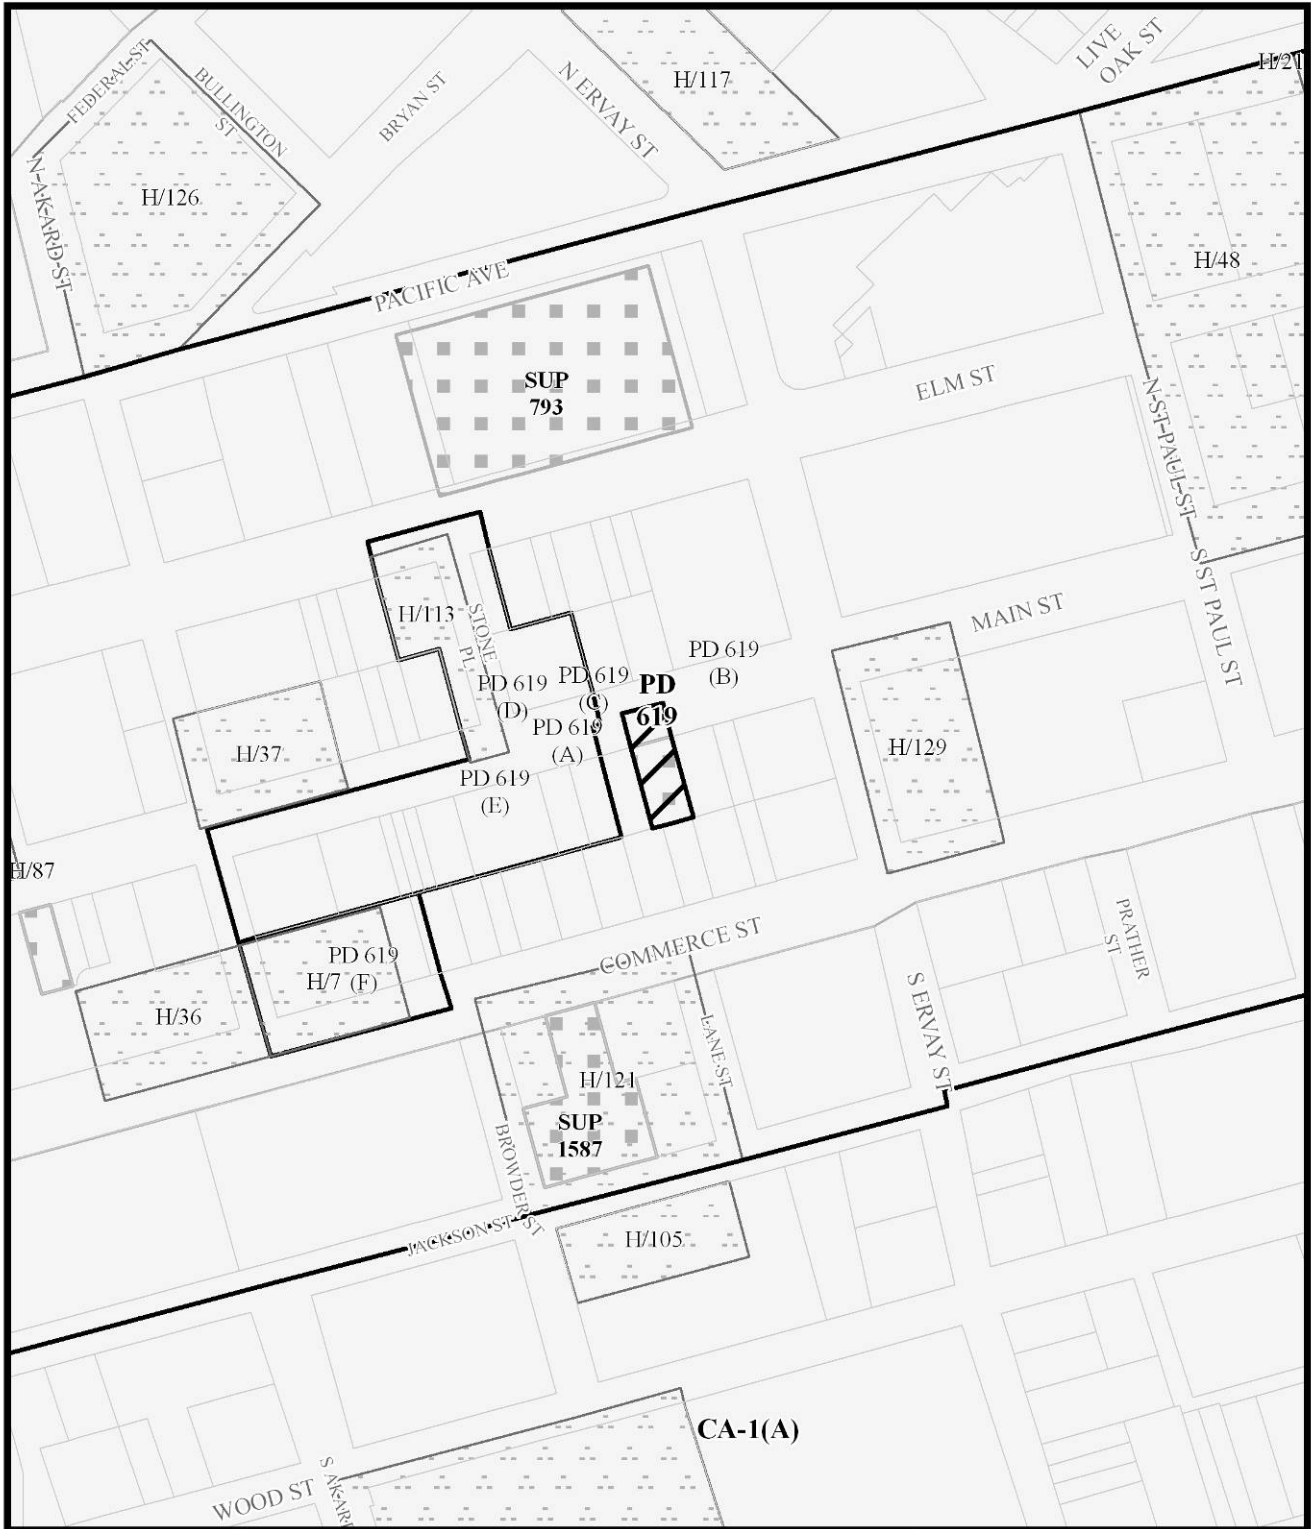 LIVE
OAK ST
H/21
FEDERAL ST
BULLINGTON
ST
BRYAN ST
N ERVAY ST
H/117
N AKARD ST
H/126
H/48
PACIFIC AVE
SUP
793
ELM ST
N ST PAUL ST
S ST PAUL ST
MAIN ST
H/113
STONE
PL
PD 619
(B)
PD 619
(C)
PD 619
(D)
PD
619
PD 619
(A)
H/37
H/129
PD 619
(E)
H/87
PRATHER
ST
COMMERCE ST
PD 619
H/7 (F)
H/36
S ERVAY ST
LANE ST
H/121
SUP
1587
BROWDER ST
JACKSON ST
H/105
CA-1(A)
WOOD ST
S AKAR